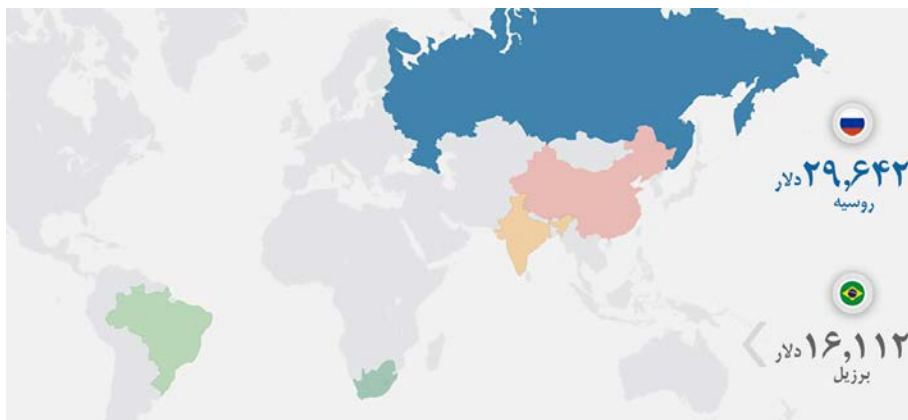 ۲۹,۶۴۲ دلار
روسیه
۱۶,۱۱۲ دلار
برزیل